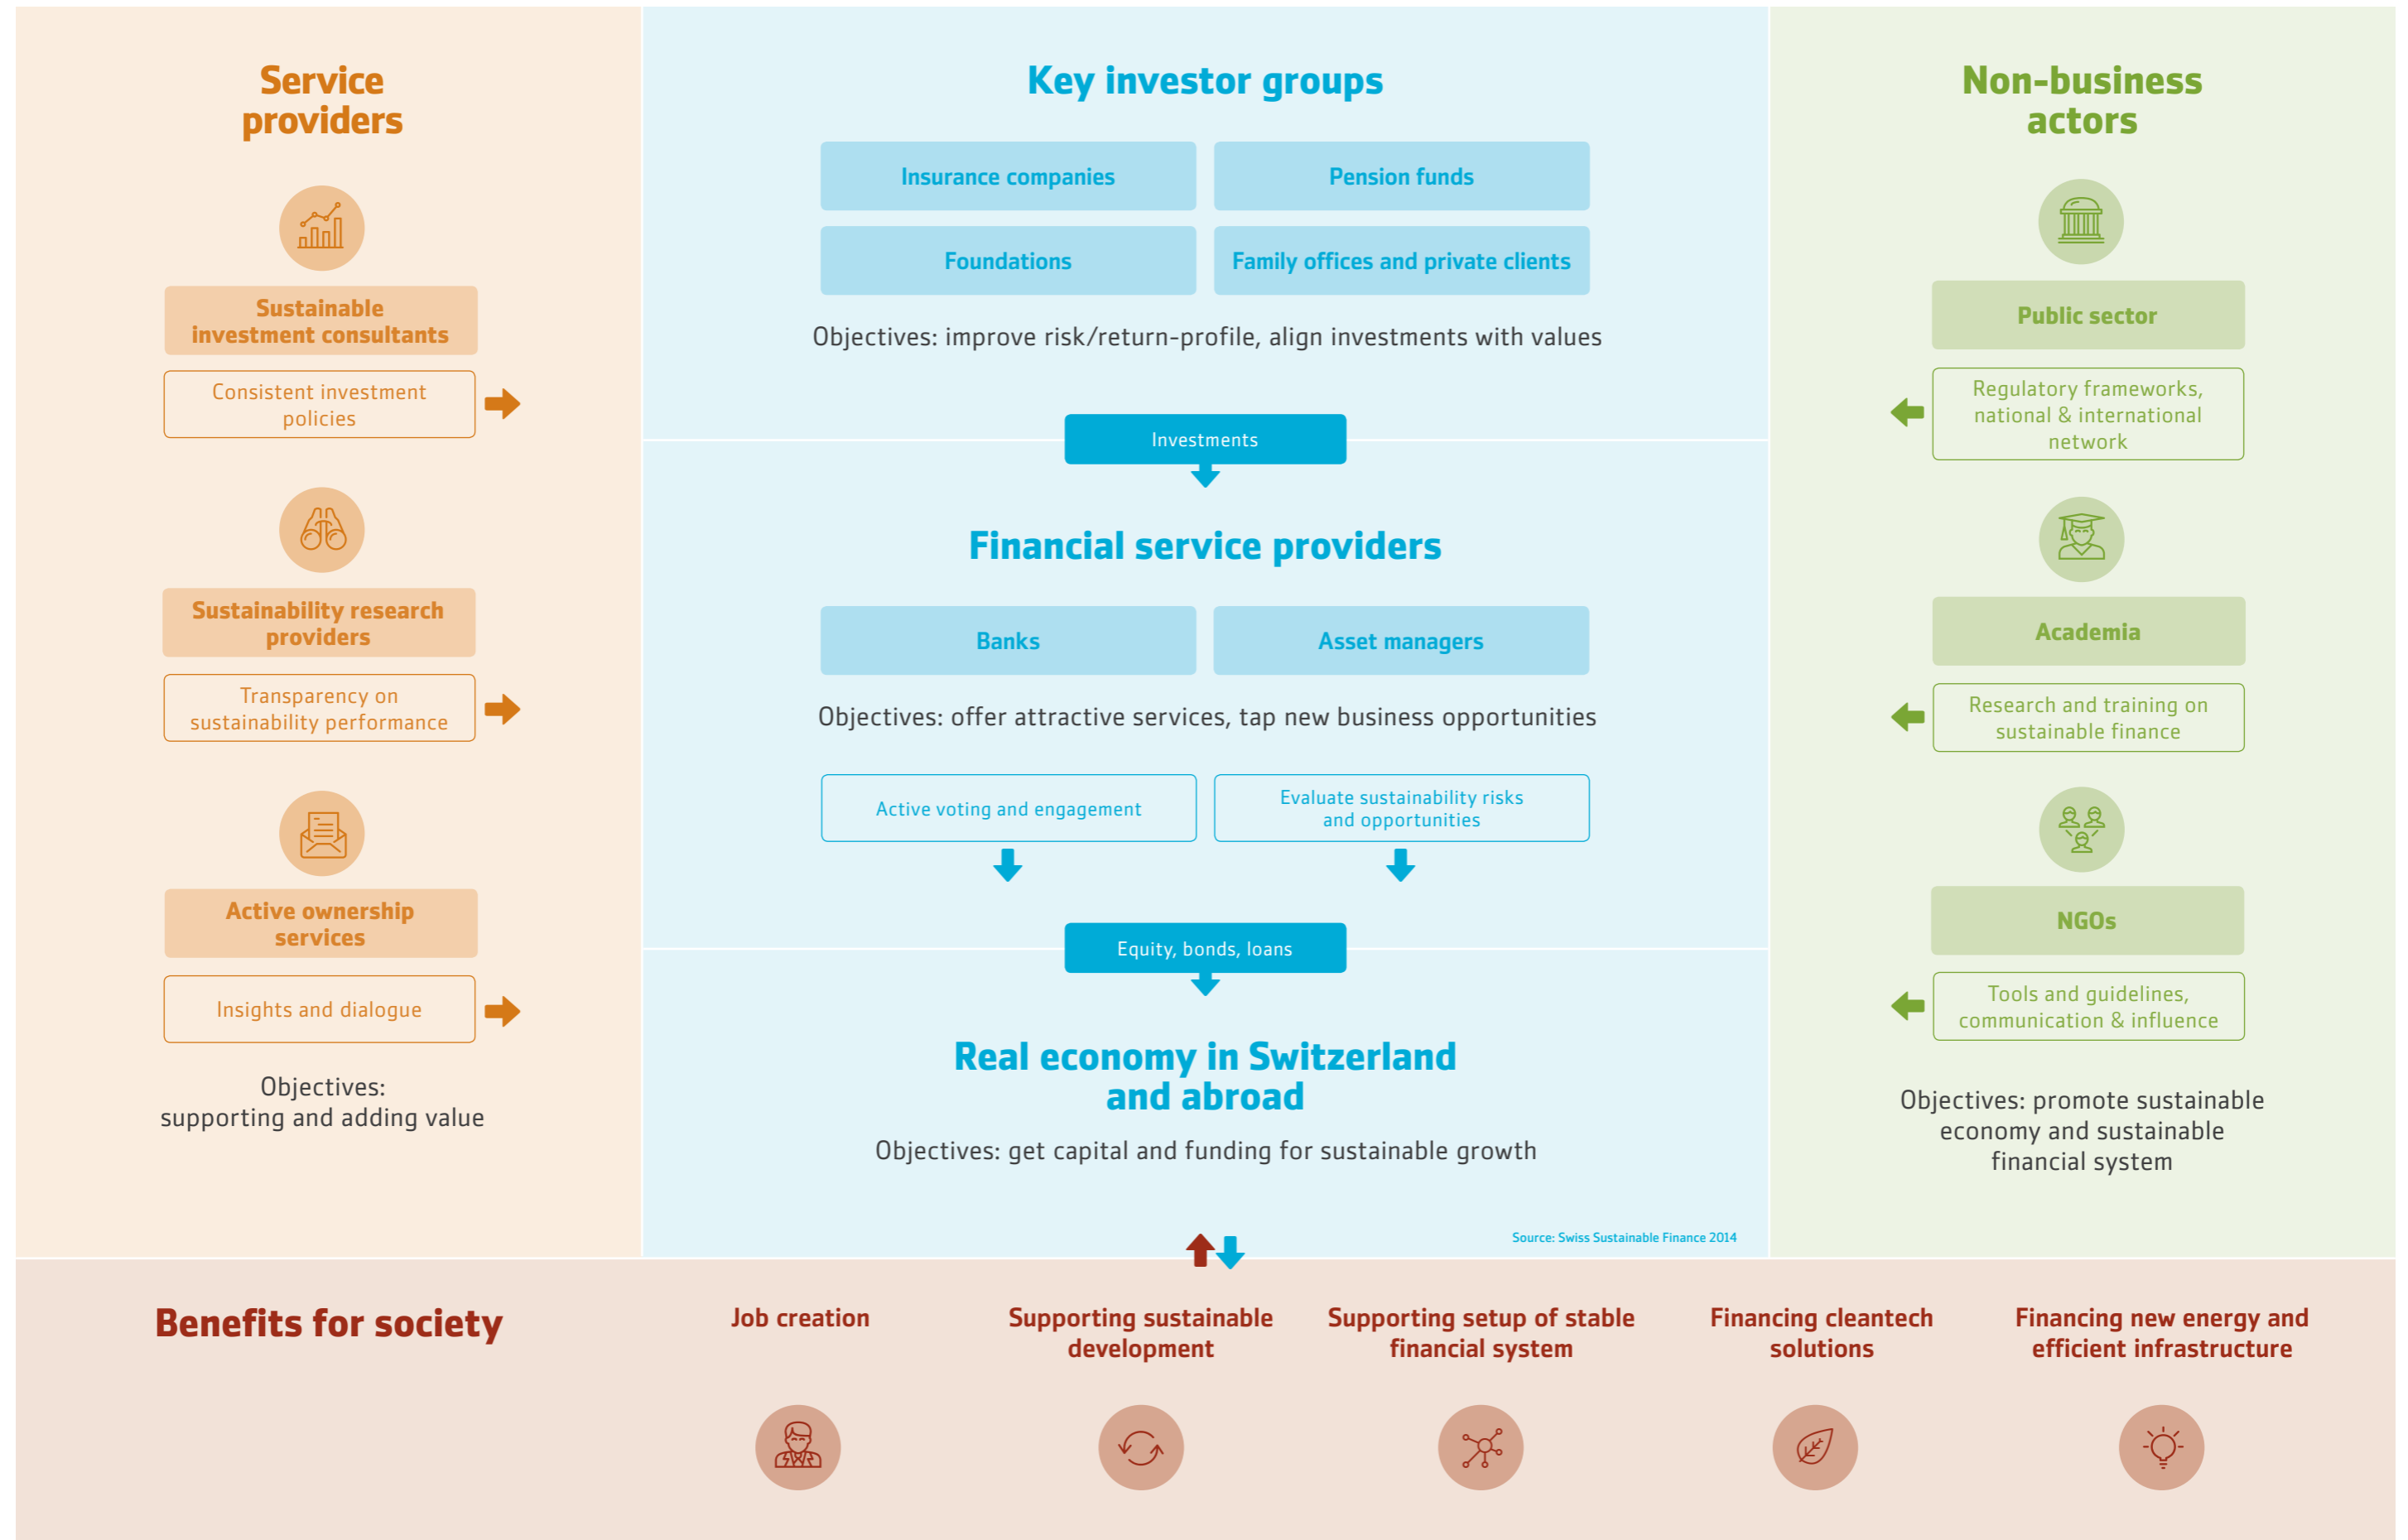 Service
providers
Sustainable
investment consultants
Consistent investment
policies
Sustainability research
providers
Transparency on
sustainability performance
Active ownership
services
Insights and dialogue
Objectives:
supporting and adding value
Key investor groups
Insurance companies
Pension funds
Foundations
Family offices and private clients
Objectives: improve risk/return-profile, align investments with values
Investments
Financial service providers
Banks
Asset managers
Objectives: offer attractive services, tap new business opportunities
Active voting and engagement
Evaluate sustainability risks
and opportunities
Equity, bonds, loans
Real economy in Switzerland
and abroad
Objectives: get capital and funding for sustainable growth
Source: Swiss Sustainable Finance 2014
Non-business
actors
Public sector
Regulatory frameworks,
national & international
network
Academia
Research and training on
sustainable finance
NGOs
Tools and guidelines,
communication & influence
Objectives: promote sustainable
economy and sustainable
financial system
Benefits for society
Job creation
Supporting sustainable
development
Supporting setup of stable
financial system
Financing cleantech
solutions
Financing new energy and
efficient infrastructure